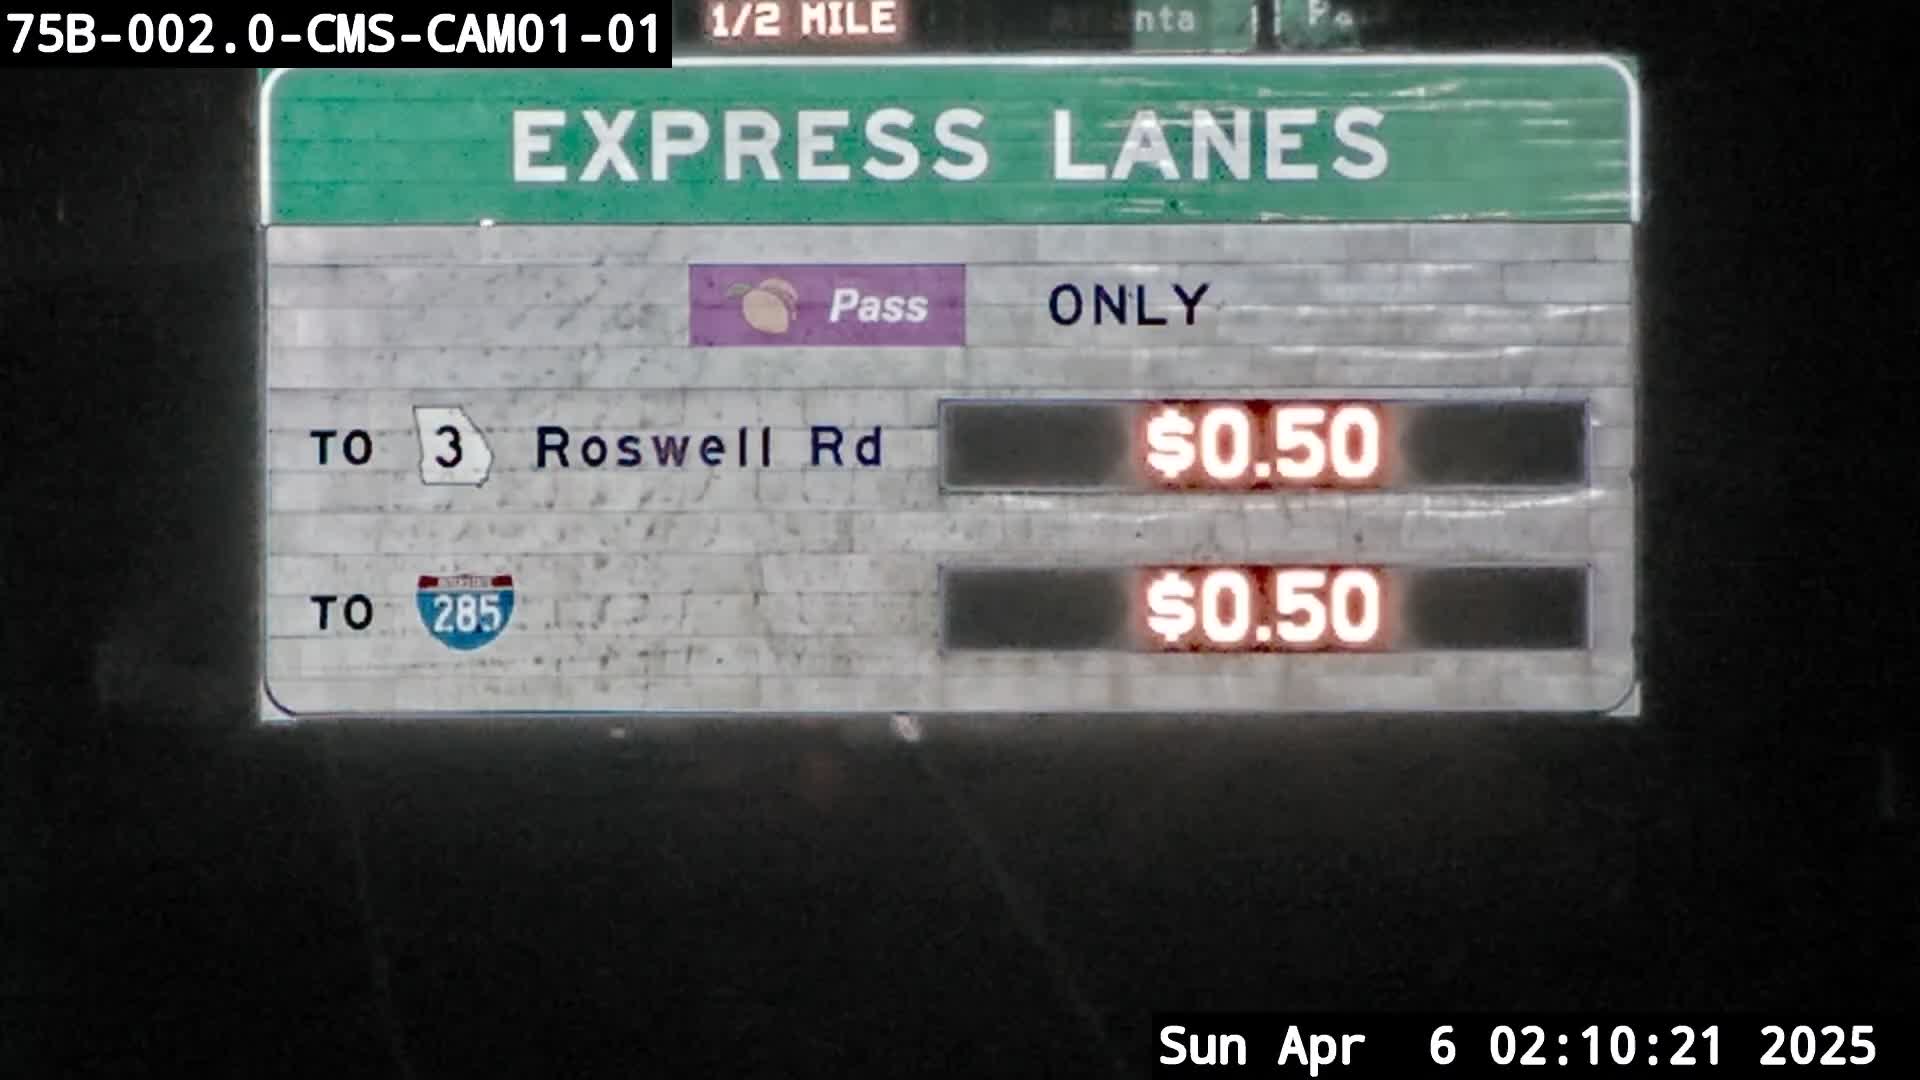 75B-002.0-CMS-CAM01-01
1/2 MILE
EXPRESS LANES
Pass ONLY
TO 3 Roswell Rd $0.50
TO INTERSTATE 285 $0.50
Sun Apr 6 02:10:21 2025